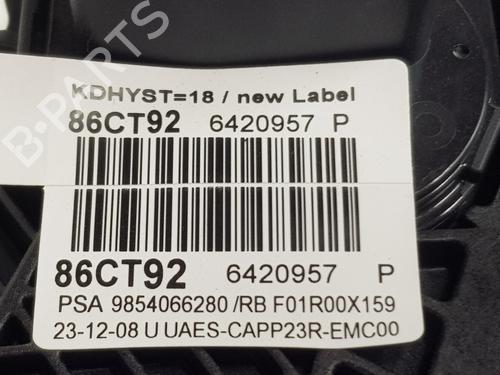 B-PARTS
KDHYST=18 / new Label
86CT92 6420957 P
86CT92 6420957 P
PSA 9854066280 /RB F01R00X159
23-12-08 U UAES-CAPP23R-EMC00